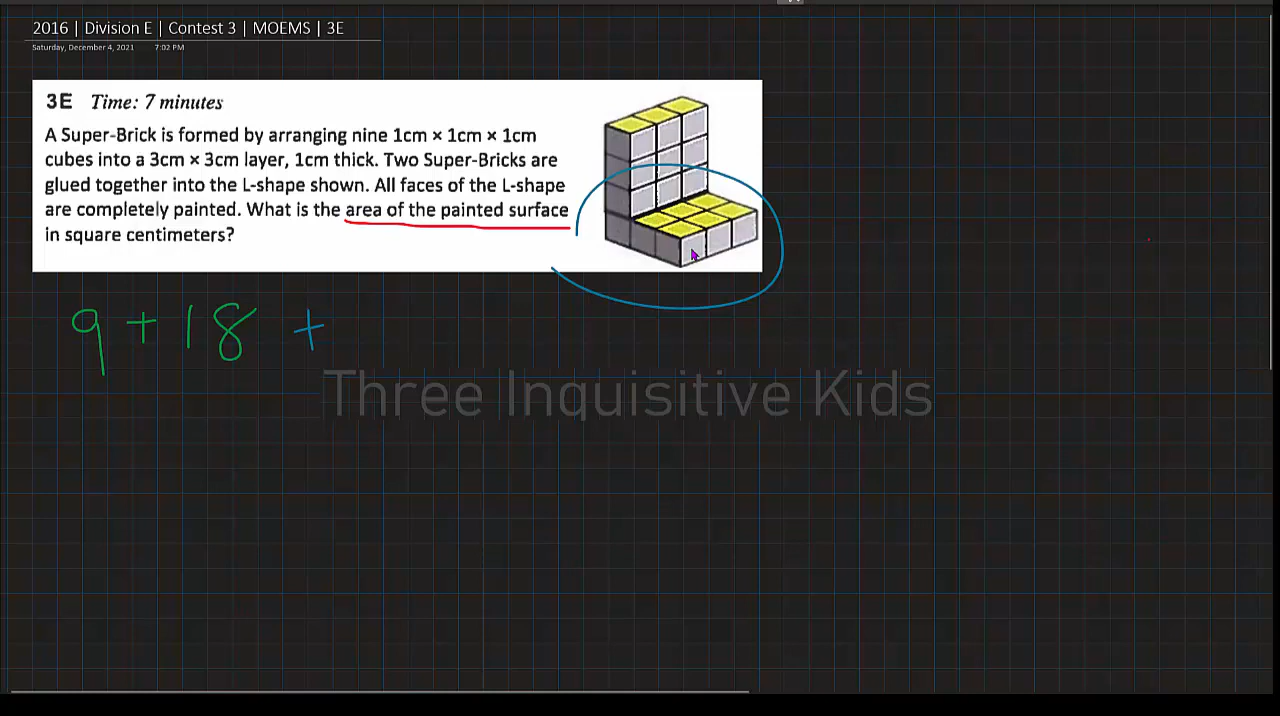 2016 | Division E | Contest 3 | MOEMS | 3E
Saturday, December 4, 2021 7:02 PM
3E Time: 7 minutes
A Super-Brick is formed by arranging nine 1cm × 1cm × 1cm
cubes into a 3cm × 3cm layer, 1cm thick. Two Super-Bricks are
glued together into the L-shape shown. All faces of the L-shape
are completely painted. What is the area of the painted surface
in square centimeters?
9 + 18 +
Three Inquisitive Kids